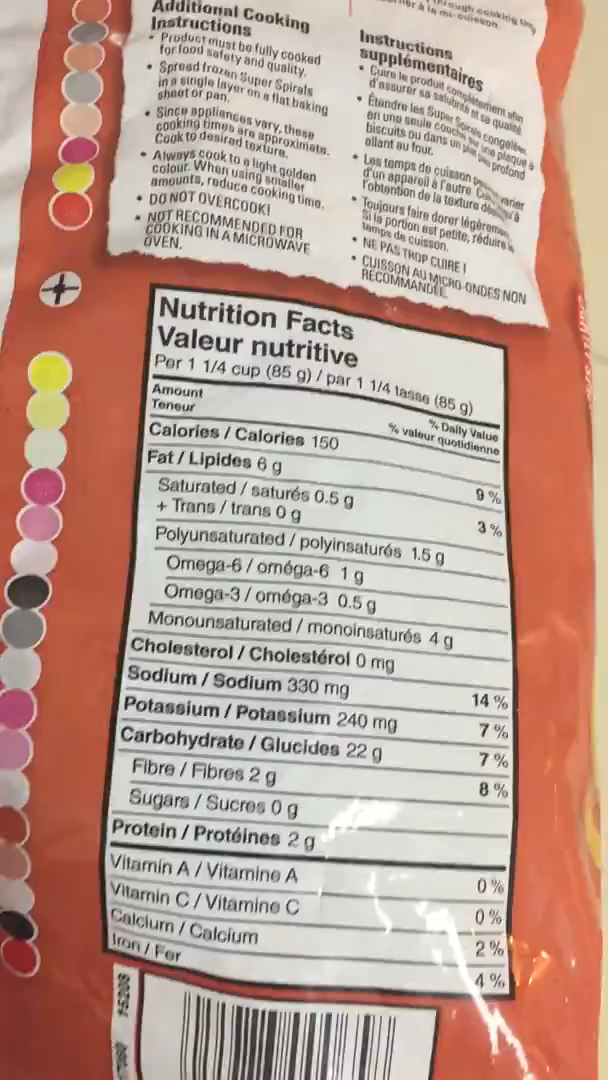 Additional Cooking
Instructions
• Product must be fully cooked
for food safety and quality.
• Spread frozen Super Spirals
in a single layer on a flat baking
sheet or pan.
• Since appliances vary, these
cooking times are approximate.
Cook to desired texture.
• Always cook to a light golden
colour. When using smaller
amounts, reduce cooking time.
• DO NOT OVERCOOK!
• NOT RECOMMENDED FOR
COOKING IN A MICROWAVE
OVEN.
through cooking
à la mi-cuisson.
Instructions
supplémentaires
• Cuire le produit complètement afin
d'assurer sa salubrité et sa qualité.
• Étendre les Super Spirals congelées
en une seule couche sur une plaque à
biscuits ou dans un plat peu profond
allant au four.
• Les temps de cuisson varier
d'un appareil à l'autre.
l'obtention de la texture
• Toujours faire dorer légèrement
Si la portion est petite, réduire
temps de cuisson.
• NE PAS TROP CUIRE !
• CUISSON AU MICRO-ONDES NON
RECOMMANDÉE.
Nutrition Facts
Valeur nutritive
Per 1 1/4 cup (85 g) / par 1 1/4 tasse (85 g)
Amount % Daily Value
Teneur % valeur quotidienne
Calories / Calories 150
Fat / Lipides 6 g 9 %
Saturated / saturés 0.5 g 3 %
+ Trans / trans 0 g
Polyunsaturated / polyinsaturés 1.5 g
Omega-6 / oméga-6 1 g
Omega-3 / oméga-3 0.5 g
Monounsaturated / monoinsaturés 4 g
Cholesterol / Cholestérol 0 mg
Sodium / Sodium 330 mg 14 %
Potassium / Potassium 240 mg 7 %
Carbohydrate / Glucides 22 g 7 %
Fibre / Fibres 2 g 8 %
Sugars / Sucres 0 g
Protein / Protéines 2 g
Vitamin A / Vitamine A 0 %
Vitamin C / Vitamine C 0 %
Calcium / Calcium 2 %
Iron / Fer 4 %